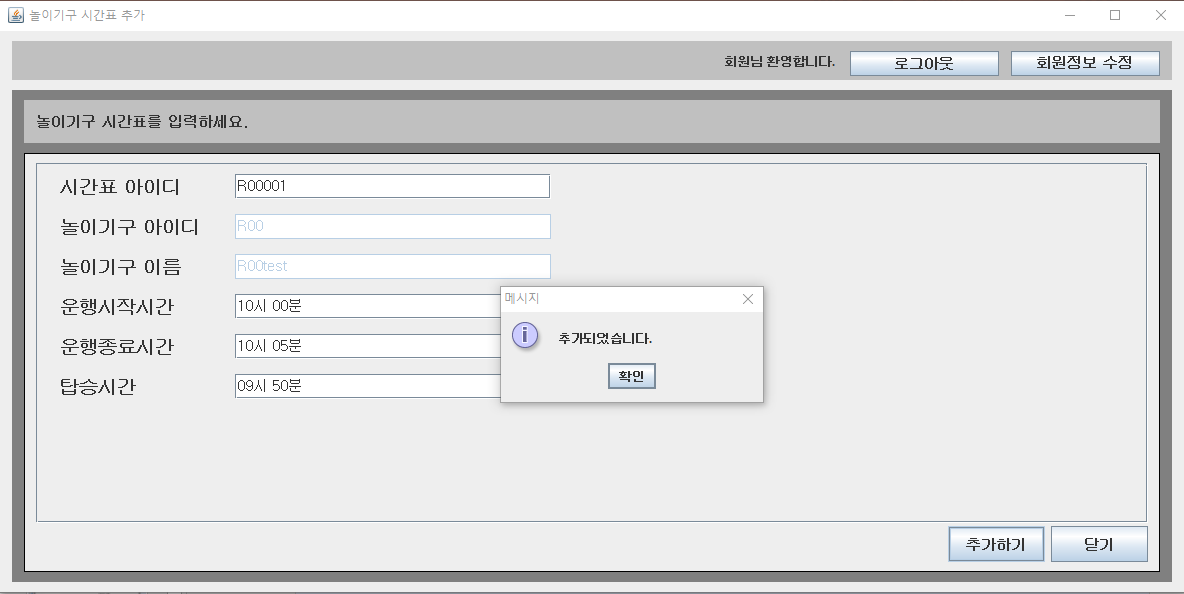 놀이기구 시간표 추가
회원님 환영합니다.
로그아웃
회원정보 수정
놀이기구 시간표를 입력하세요.
시간표 아이디
R00001
놀이기구 아이디
R00
놀이기구 이름
R00test
운행시작시간
10시 00분
운행종료시간
10시 05분
탑승시간
09시 50분
메시지
추가되었습니다.
확인
추가하기
닫기